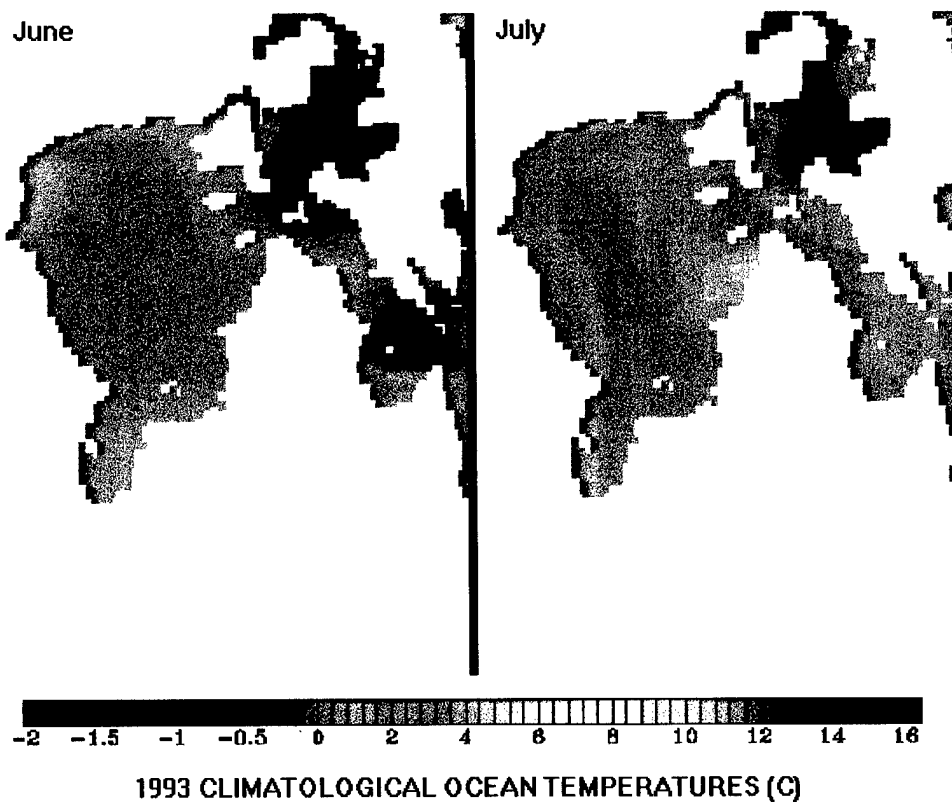 June
July
-2 -1.5 -1 -0.5 0 2 4 6 8 10 12 14 16
1993 CLIMATOLOGICAL OCEAN TEMPERATURES (C)